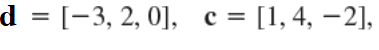 d = [−3, 2, 0], c = [1, 4, −2],